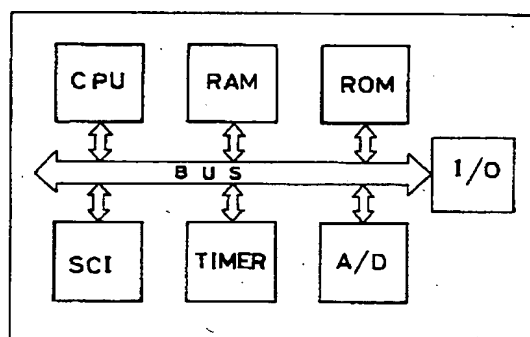 CPU RAM ROM
BUS
I/O
SCI TIMER A/D